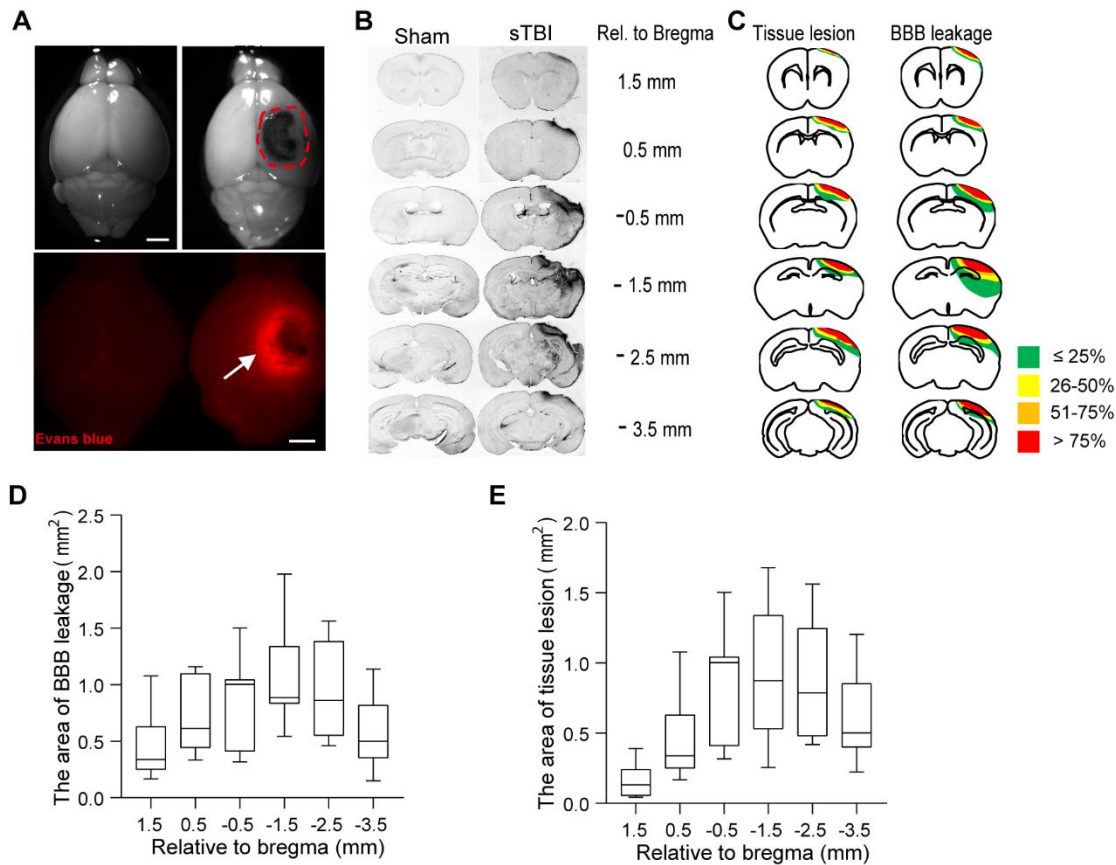 A
Evans blue
B
Sham sTBI Rel. to Bregma
1.5 mm
0.5 mm
-0.5 mm
- 1.5 mm
- 2.5 mm
- 3.5 mm
C
Tissue lesion BBB leakage
≤ 25%
26-50%
51-75%
> 75%
D
The area of BBB leakage ( mm²)
2.5
2.0
1.5
1.0
0.5
0.0
1.5 0.5 -0.5 -1.5 -2.5 -3.5
Relative to bregma (mm)
E
The area of tissue lesion ( mm²)
2.0
1.5
1.0
0.5
0.0
1.5 0.5 -0.5 -1.5 -2.5 -3.5
Relative to bregma (mm)